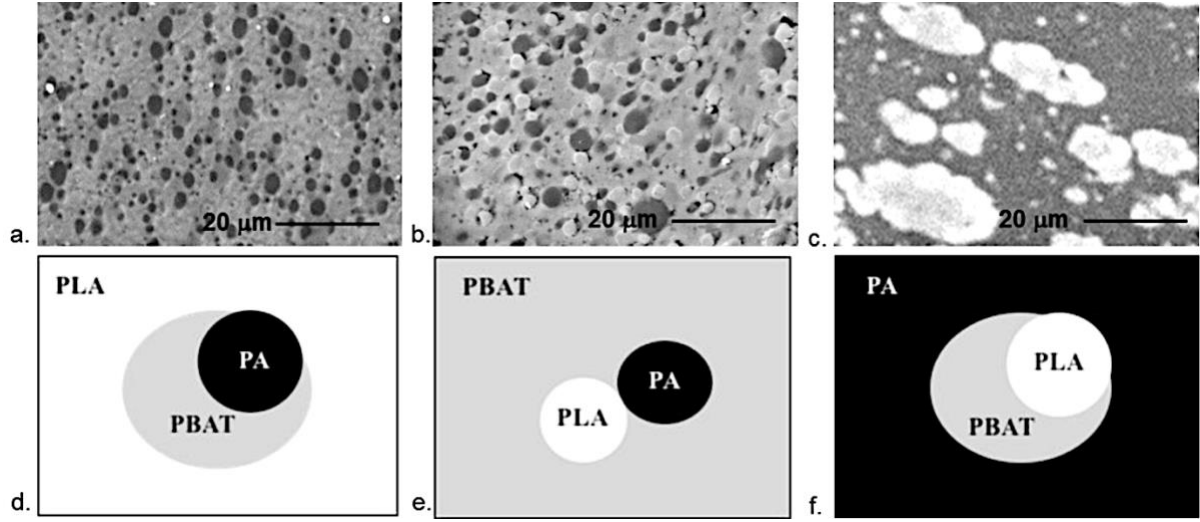 20 μm
a.
20 μm
b.
20 μm
c.
PLA
PA
PBAT
d.
PBAT
PA
PLA
e.
PA
PLA
PBAT
f.